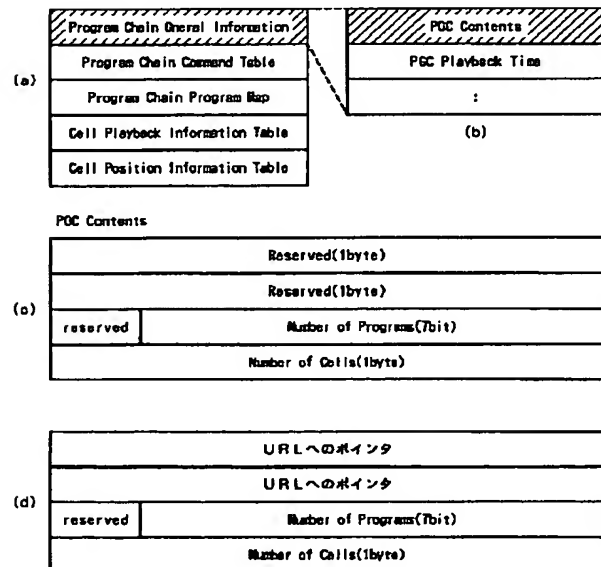 Program Chain Gneral Information
Program Chain Command Table
Program Chain Program Map
Cell Playback Information Table
Cell Position Information Table
(a)
PGC Contents
PGC Playback Time
:
(b)
PGC Contents
(c)
Reserved(1byte)
Reserved(1byte)
reserved
Number of Programs(7bit)
Number of Cells(1byte)
(d)
URLへのポインタ
URLへのポインタ
reserved
Number of Programs(7bit)
Number of Cells(1byte)